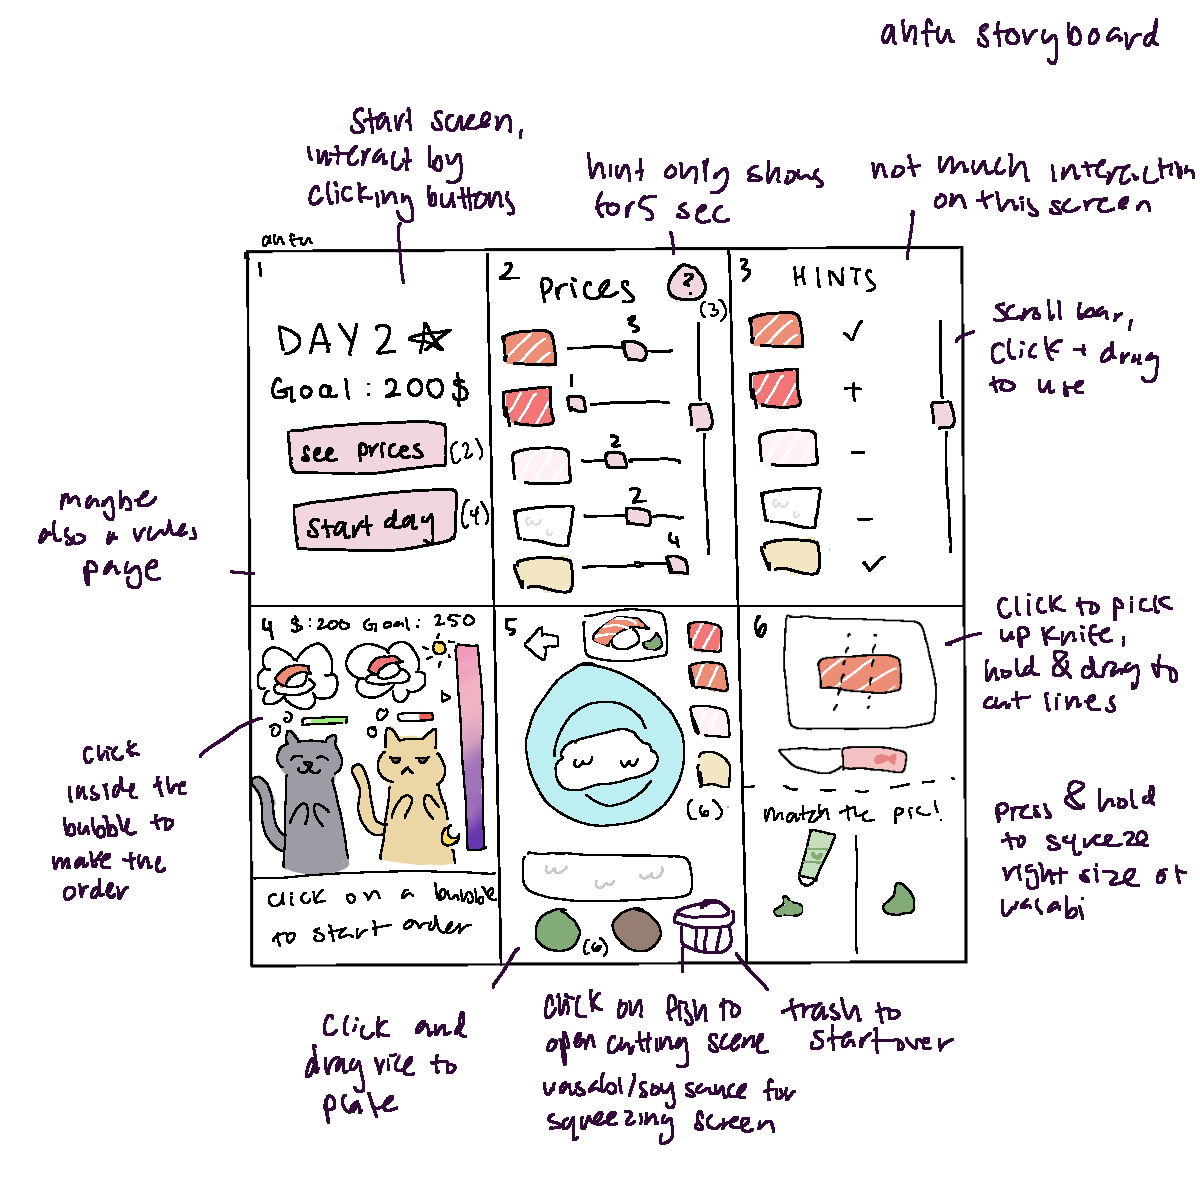 ahfu storyboard
Start screen,
interact by
clicking buttons
hint only shows
for 5 sec
not much interaction
on this screen
ahfu
1
DAY 2
Goal : 200$
see prices (2)
Start day (4)
2
Prices
?
(3)
3
1
2
2
4
3
HINTS
✓
+
-
-
✓
scroll bar,
click + drag
to use
maybe
also a rules
page
4 $:200 Goal: 250
click on a bubble
to start order
click
inside the
bubble to
make the
order
5
(6)
(6)
6
match the pic!
click to pick
up knife,
hold & drag to
cut lines
press & hold
to squeeze
right size of
wasabi
click and
drag rice to
plate
click on fish to
open cutting scene
wasabi/soy sauce for
squeezing screen
trash to
start over